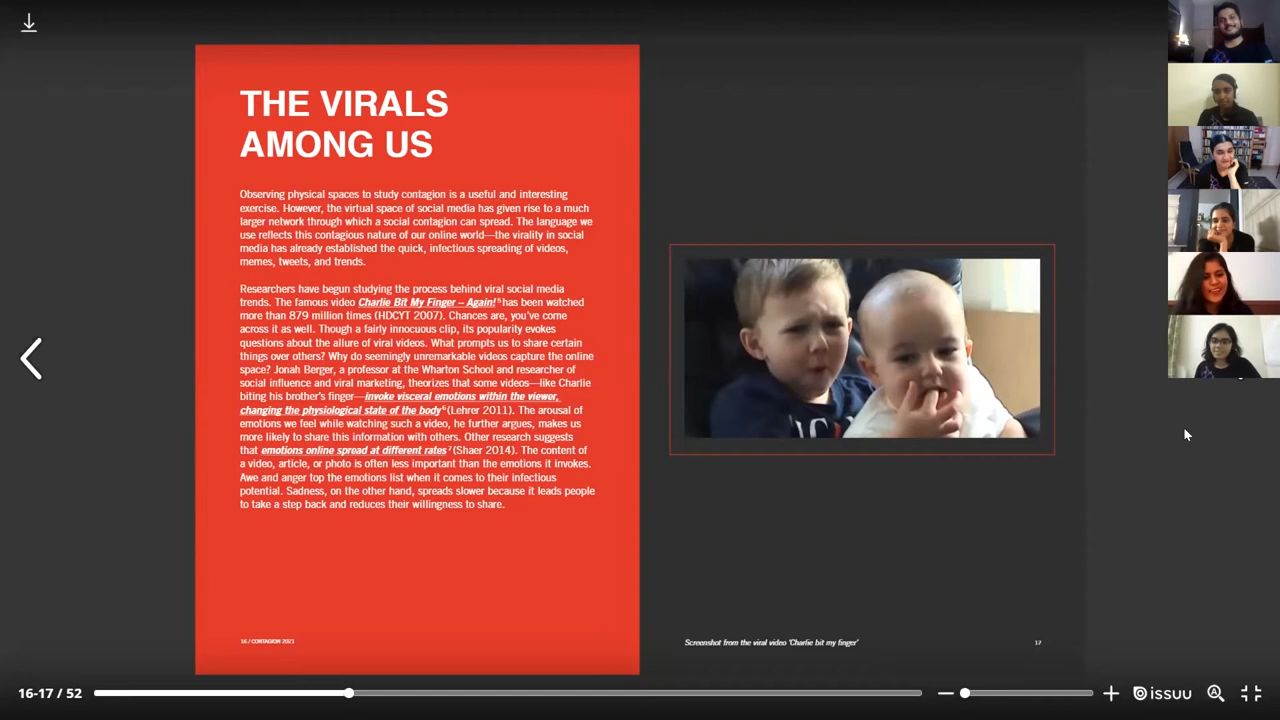 THE VIRALS
AMONG US
Observing physical spaces to study contagion is a useful and interesting
exercise. However, the virtual space of social media has given rise to a much
larger network through which a social contagion can spread. The language we
use reflects this contagious nature of our online world—the virality in social
media has already established the quick, infectious spreading of videos,
memes, tweets, and trends.
Researchers have begun studying the process behind viral social media
trends. The famous video Charlie Bit My Finger – Again!⁵ has been watched
more than 879 million times (HDCYT 2007). Chances are, you've come
across it as well. Though a fairly innocuous clip, its popularity evokes
questions about the allure of viral videos. What prompts us to share certain
things over others? Why do seemingly unremarkable videos capture the online
space? Jonah Berger, a professor at the Wharton School and researcher of
social influence and viral marketing, theorizes that some videos—like Charlie
biting his brother's finger—invoke visceral emotions within the viewer,
changing the physiological state of the body⁶ (Lehrer 2011). The arousal of
emotions we feel while watching such a video, he further argues, makes us
more likely to share this information with others. Other research suggests
that emotions online spread at different rates⁷ (Shaer 2014). The content of
a video, article, or photo is often less important than the emotions it invokes.
Awe and anger top the emotions list when it comes to their infectious
potential. Sadness, on the other hand, spreads slower because it leads people
to take a step back and reduces their willingness to share.
16 / CONTAGION 2021
Screenshot from the viral video 'Charlie bit my finger'
17
16-17 / 52
issuu